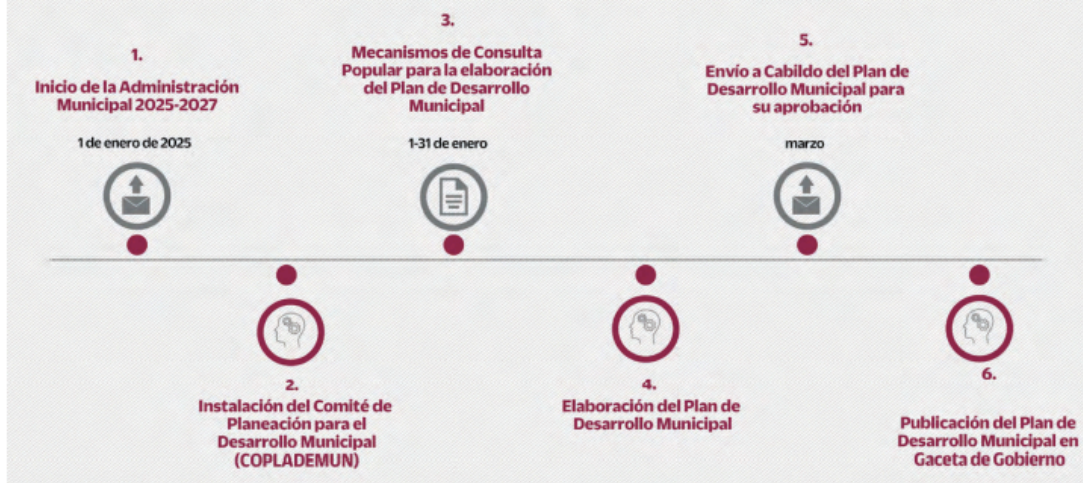 1.
Inicio de la Administración
Municipal 2025-2027
1 de enero de 2025
2.
Instalación del Comité de
Planeación para el
Desarrollo Municipal
(COPLADEMUN)
3.
Mecanismos de Consulta
Popular para la elaboración
del Plan de Desarrollo
Municipal
1-31 de enero
4.
Elaboración del Plan de
Desarrollo Municipal
5.
Envío a Cabildo del Plan de
Desarrollo Municipal para
su aprobación
marzo
6.
Publicación del Plan de
Desarrollo Municipal en
Gaceta de Gobierno